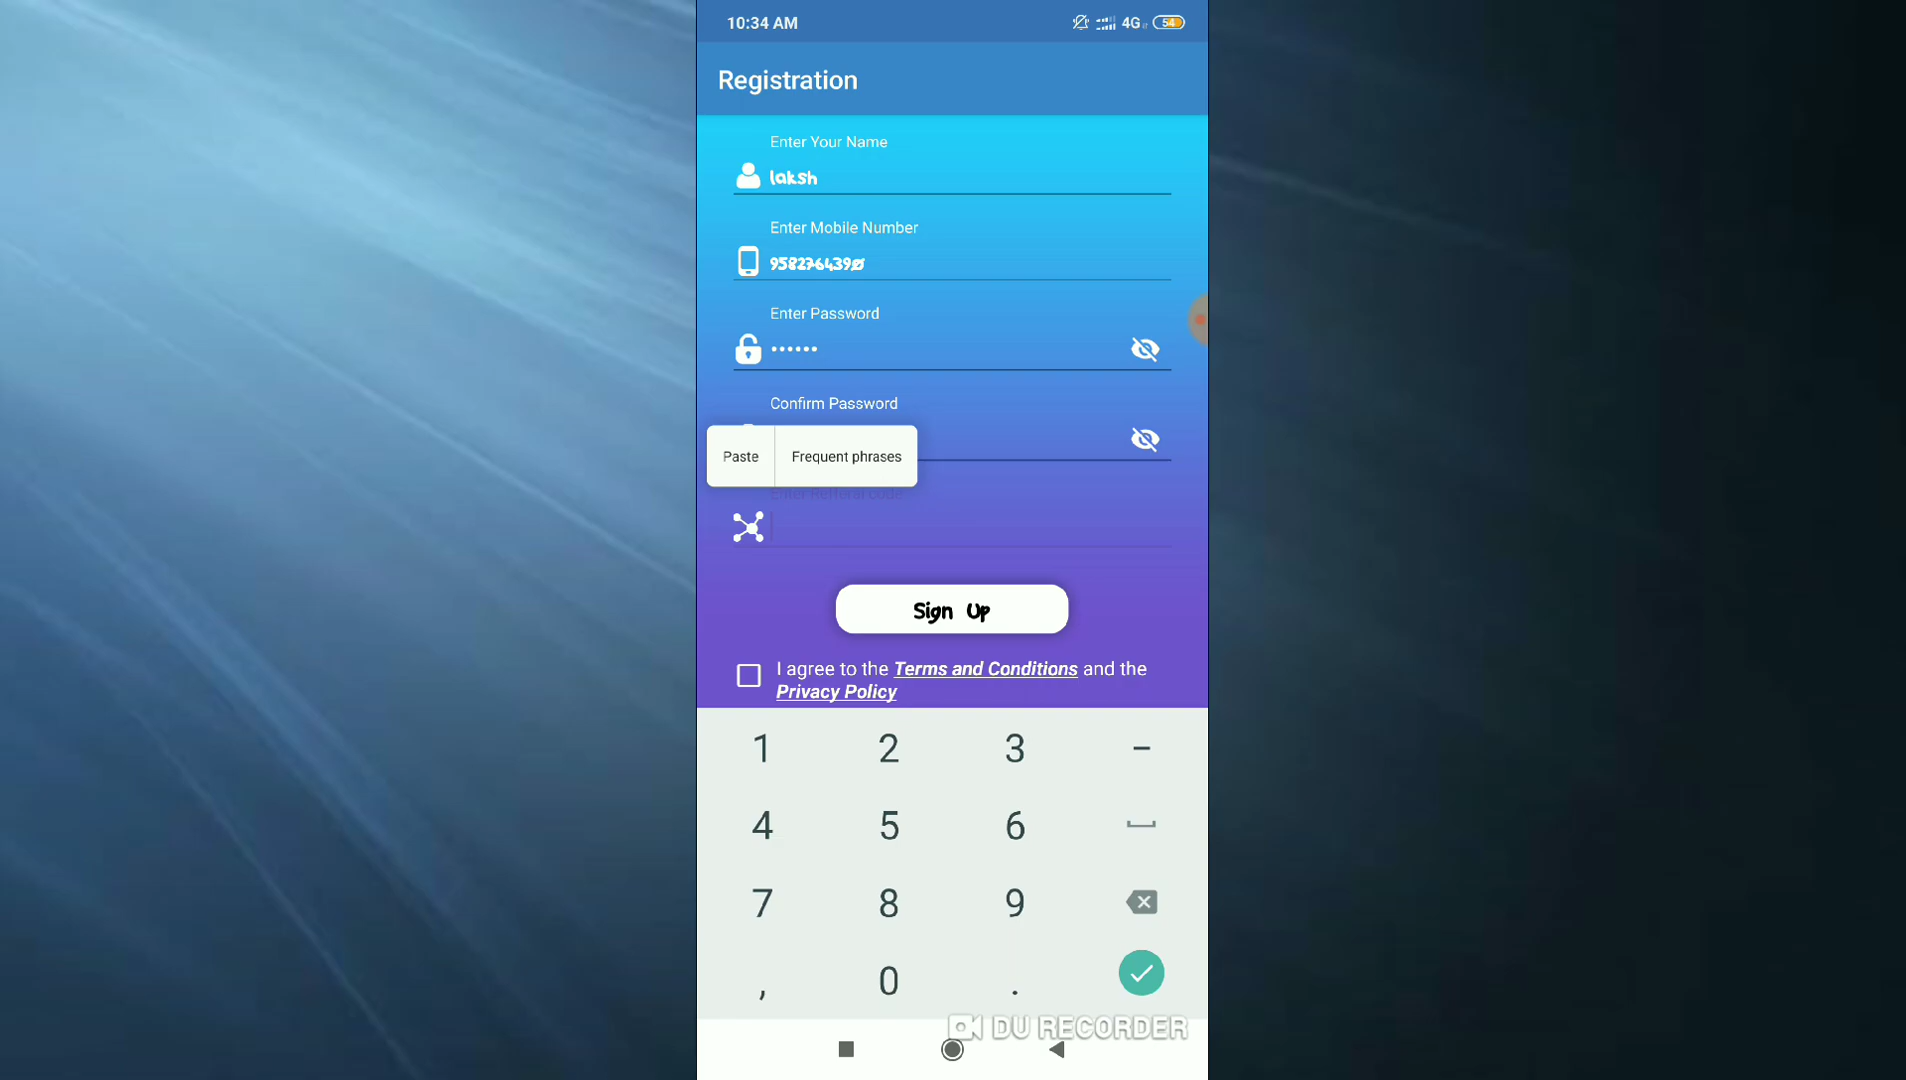 10:34 AM 4G 54
Registration
Enter Your Name
laksh
Enter Mobile Number
9582764390
Enter Password
••••••
Confirm Password
Paste Frequent phrases
Enter Refferal code
Sign Up
I agree to the Terms and Conditions and the
Privacy Policy
1 2 3 -
4 5 6
7 8 9
, 0 .
DU RECORDER